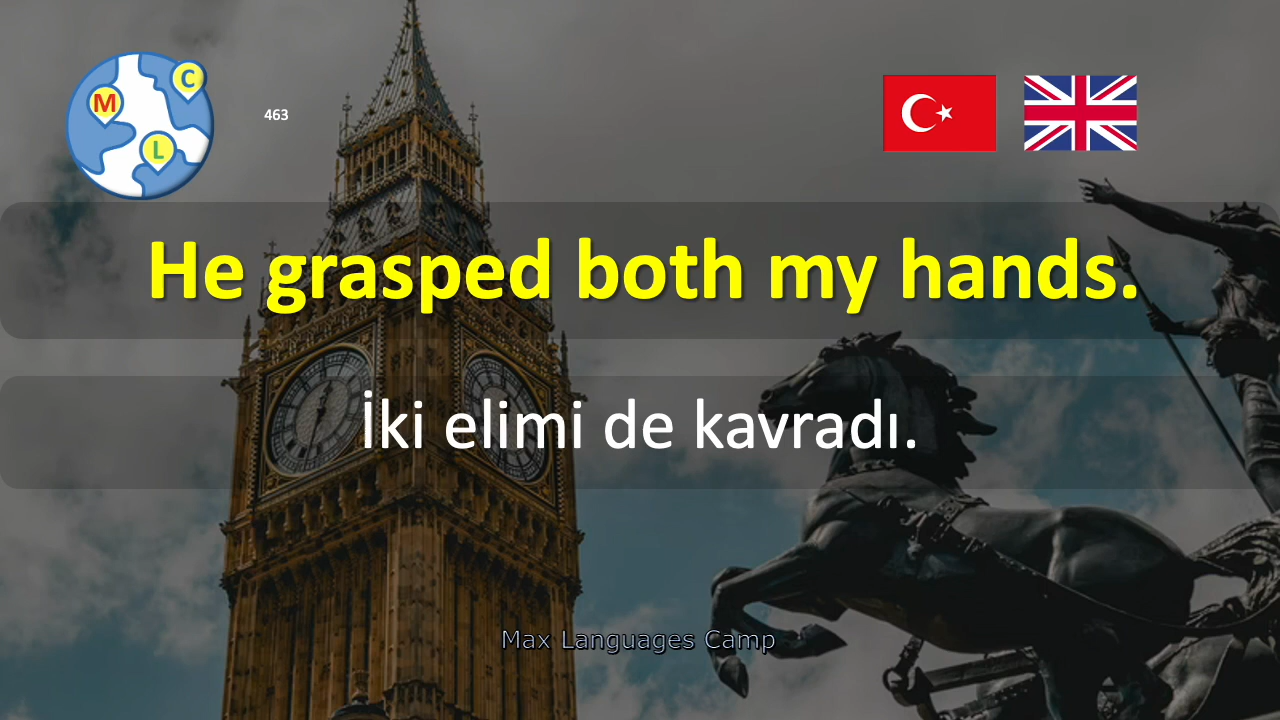 M
C
L
463
He grasped both my hands.
İki elimi de kavradı.
Max Languages Camp